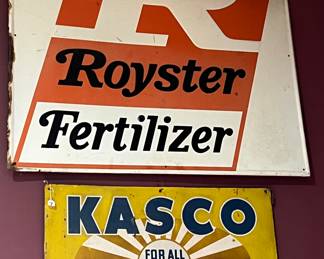 R
Royster
Fertilizer
KASCO
FOR ALL